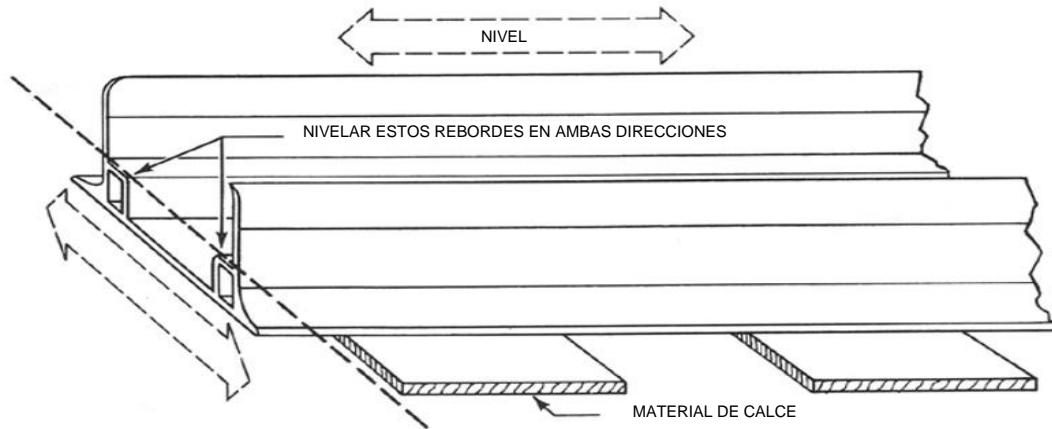 NIVEL
NIVELAR ESTOS REBORDES EN AMBAS DIRECCIONES
MATERIAL DE CALCE